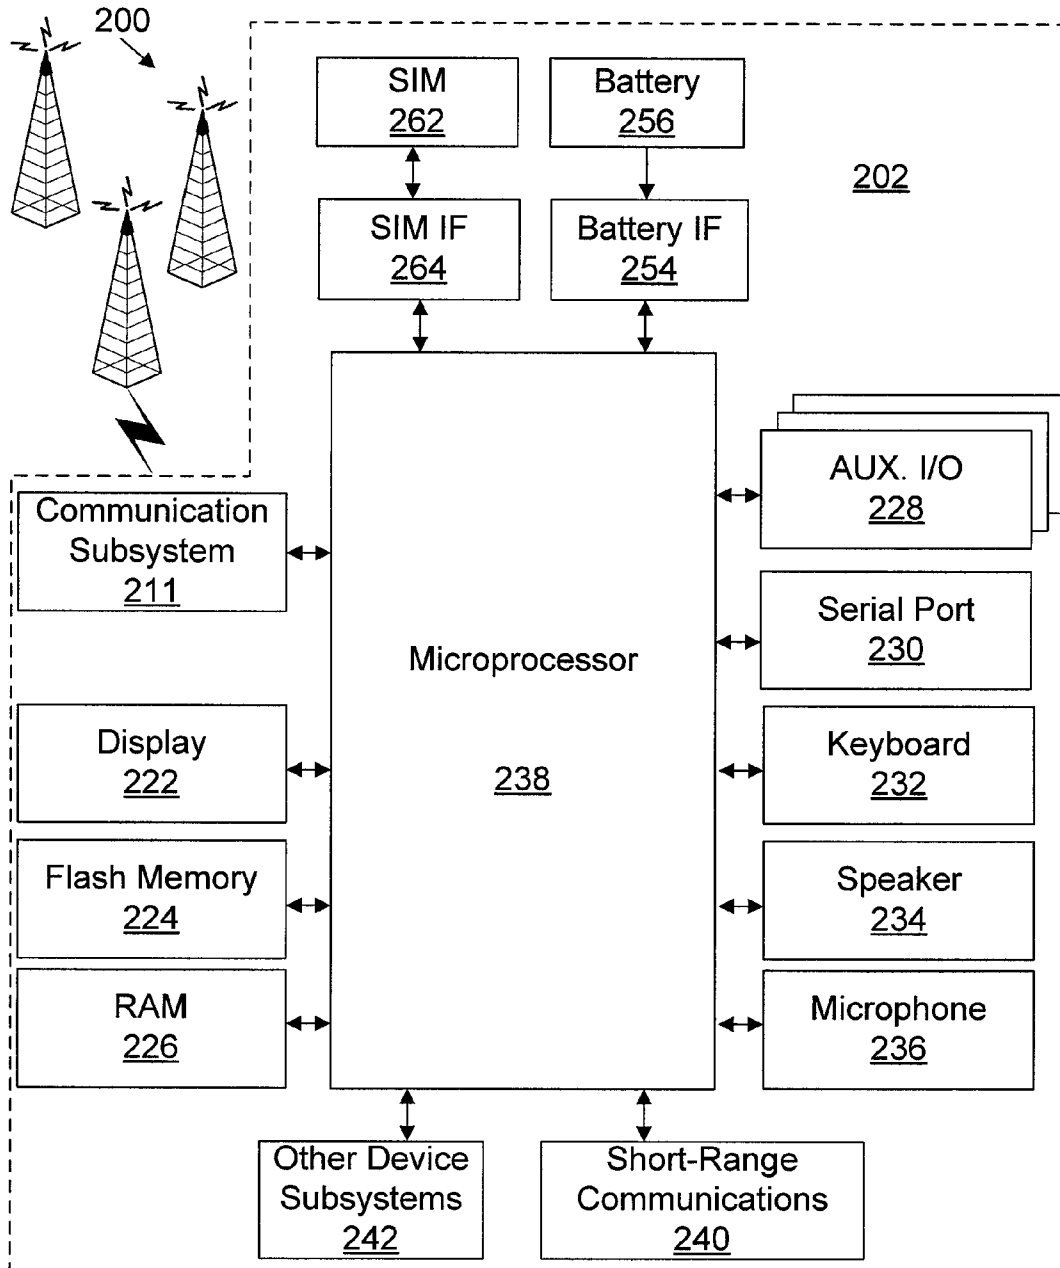 200
SIM
262
Battery
256
202
SIM IF
264
Battery IF
254
AUX. I/O
228
Communication
Subsystem
211
Serial Port
230
Microprocessor
238
Display
222
Keyboard
232
Flash Memory
224
Speaker
234
RAM
226
Microphone
236
Other Device
Subsystems
242
Short-Range
Communications
240